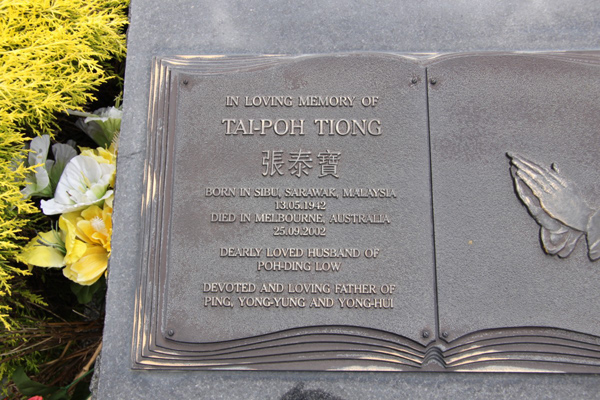 IN LOVING MEMORY OF
TAI-POH TIONG
張泰寶
BORN IN SIBU, SARAWAK, MALAYSIA
13.05.1942
DIED IN MELBOURNE, AUSTRALIA
25.09.2002
DEARLY LOVED HUSBAND OF
POH-DING LOW
DEVOTED AND LOVING FATHER OF
PING, YONG-YUNG AND YONG-HUI